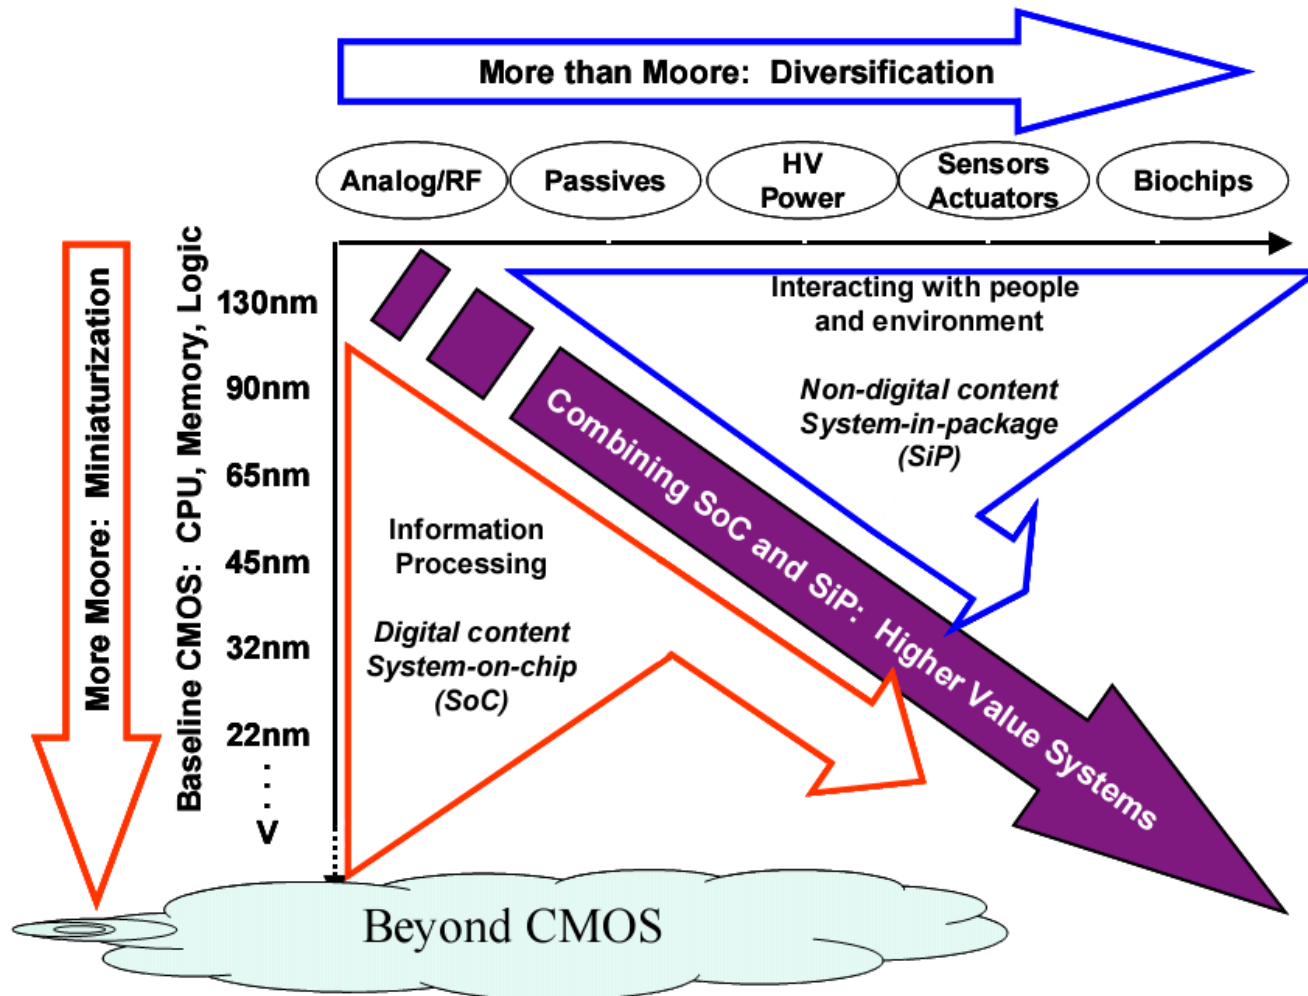 More than Moore:  Diversification
Analog/RF
Passives
HV
Power
Sensors
Actuators
Biochips
More Moore:  Miniaturization
Baseline CMOS:  CPU, Memory, Logic
130nm
90nm
65nm
45nm
32nm
22nm
V
Interacting with people
and environment
Non-digital content
System-in-package
(SiP)
Combining SoC and SiP:  Higher Value Systems
Information
Processing
Digital content
System-on-chip
(SoC)
Beyond CMOS